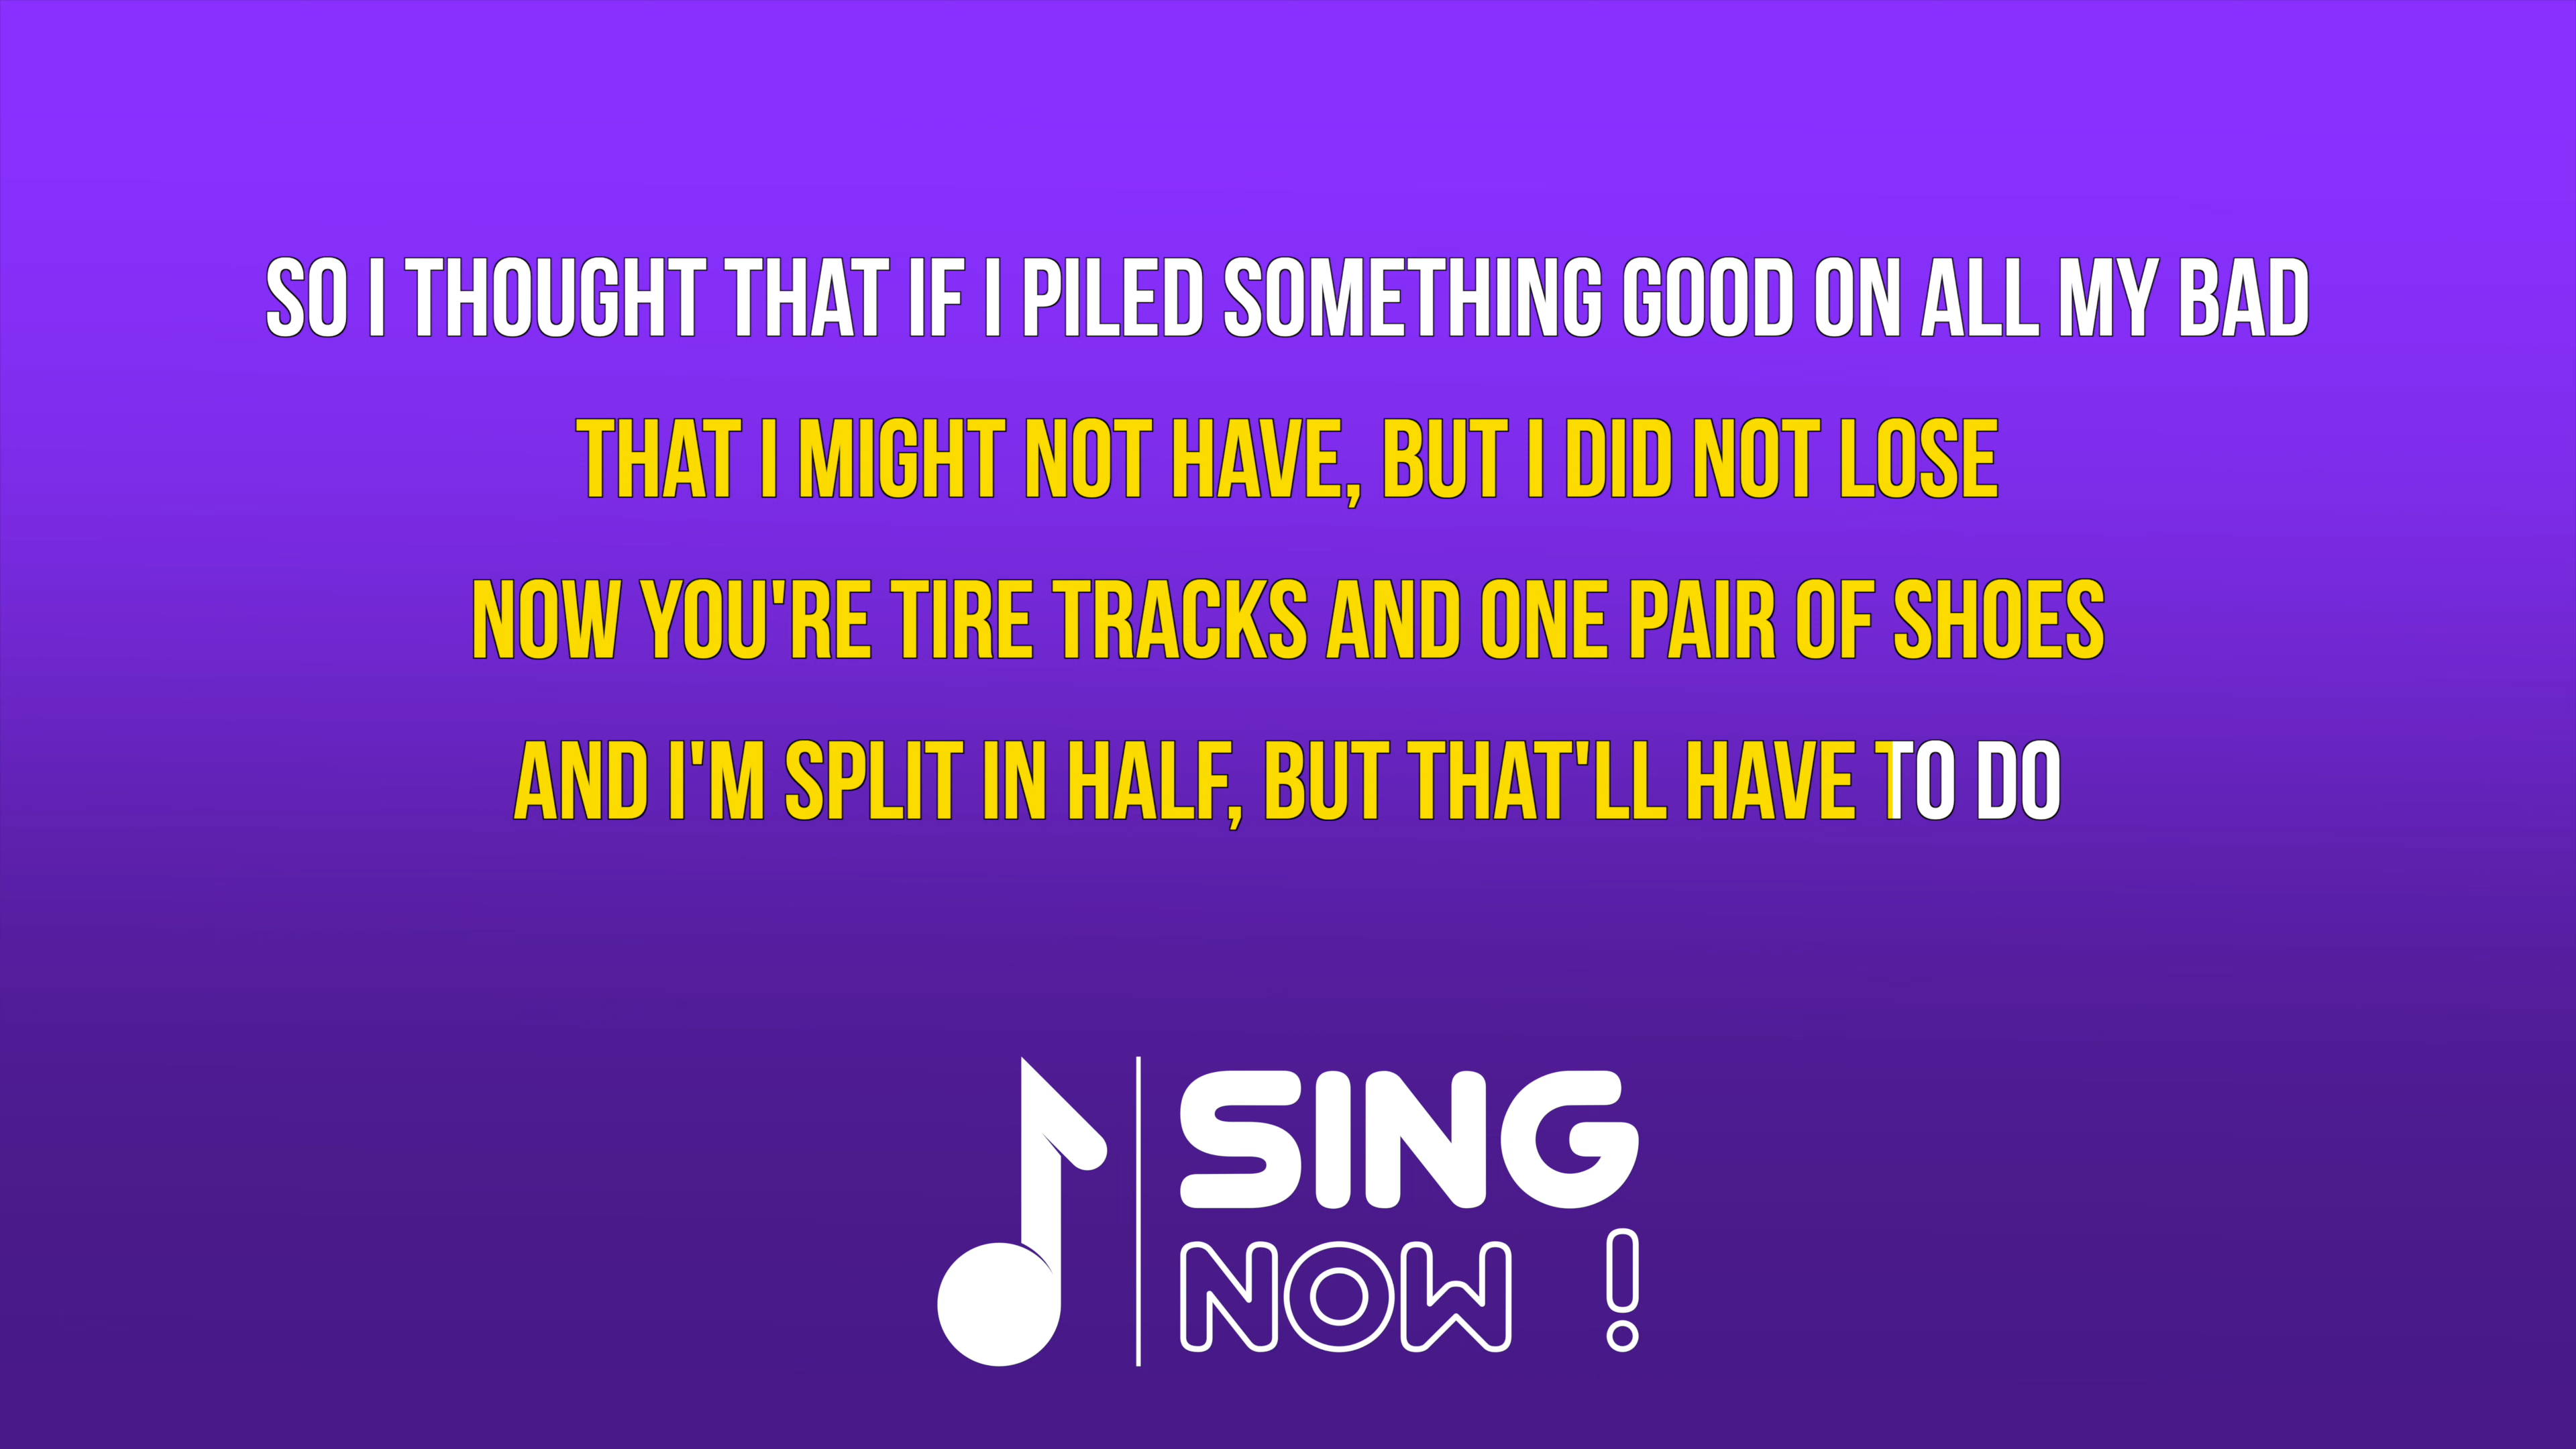 SO I THOUGHT THAT IF I PILED SOMETHING GOOD ON ALL MY BAD
THAT I MIGHT NOT HAVE, BUT I DID NOT LOSE
NOW YOU'RE TIRE TRACKS AND ONE PAIR OF SHOES
AND I'M SPLIT IN HALF, BUT THAT'LL HAVE TO DO
SING
NOW !